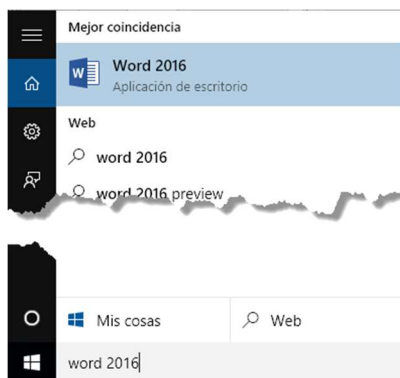 Mejor coincidencia
Word 2016
Aplicación de escritorio
Web
word 2016
word 2016 preview
Mis cosas
Web
word 2016